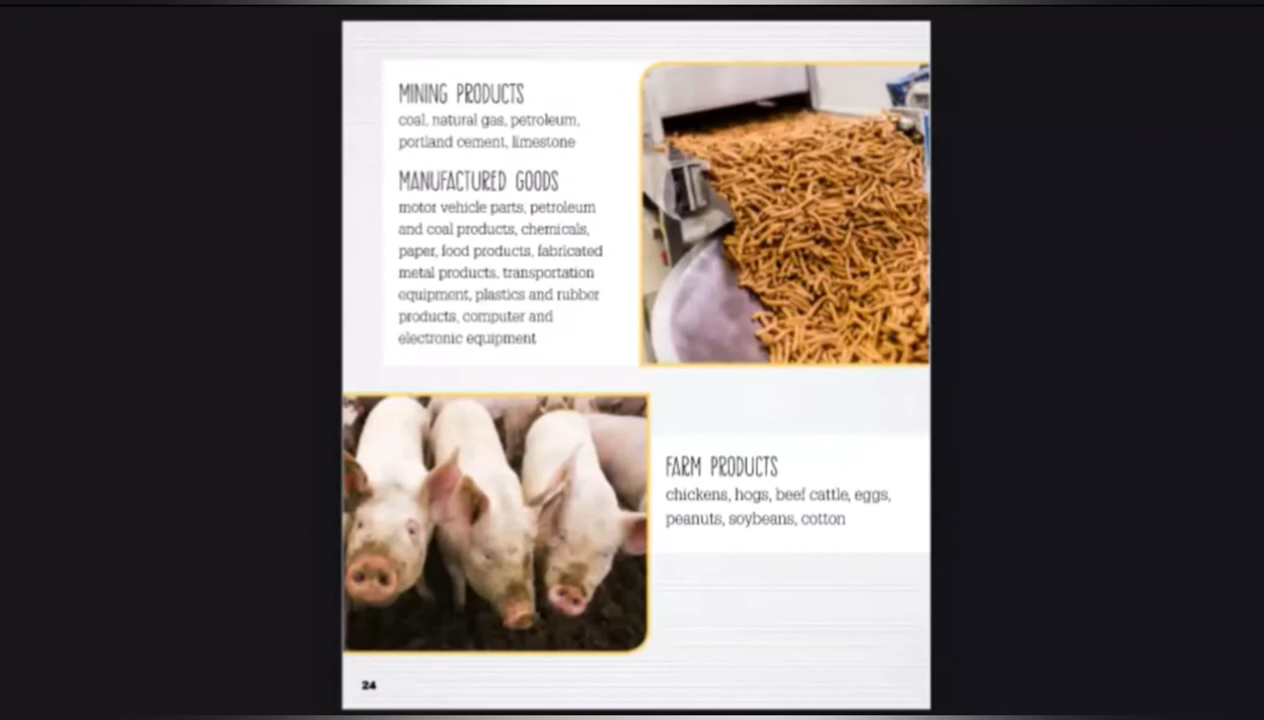 MINING PRODUCTS
coal, natural gas, petroleum,
portland cement, limestone
MANUFACTURED GOODS
motor vehicle parts, petroleum
and coal products, chemicals,
paper, food products, fabricated
metal products, transportation
equipment, plastics and rubber
products, computer and
electronic equipment
FARM PRODUCTS
chickens, hogs, beef cattle, eggs,
peanuts, soybeans, cotton
24